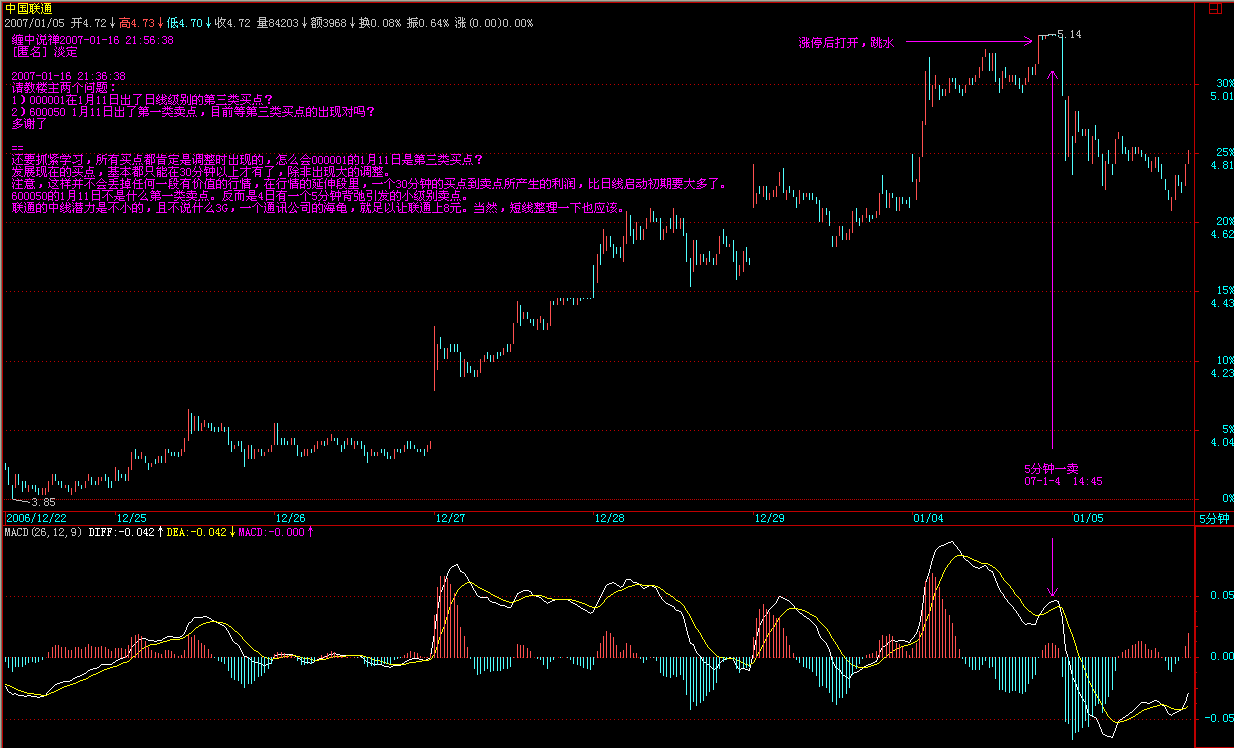 中国联通
2007/01/05 开4.72↓高4.73↓低4.70↓收4.72 量84203↓额3968↓换0.08% 振0.64% 涨(0.00)0.00%
缠中说禅2007-01-16 21:56:38
[匿名] 淡定
2007-01-16 21:36:38
请教楼主两个问题：
1）000001在1月11日出了日线级别的第三类买点？
2）600050 1月11日出了第一类卖点，目前等第三类买点的出现对吗？
多谢了
==
还要抓紧学习，所有买点都肯定是调整时出现的，怎么会000001的1月11日是第三类买点？
发展现在的买点，基本都只能在30分钟以上才有了，除非出现大的调整。
注意，这样并不会丢掉任何一段有价值的行情，在行情的延伸段里，一个30分钟的买点到卖点所产生的利润，比日线启动初期要大多了。
600050的1月11日不是什么第一类卖点。反而是4日有一个5分钟背弛引发的小级别卖点。
联通的中线潜力是不小的，且不说什么3G，一个通讯公司的海龟，就足以让联通上8元。当然，短线整理一下也应该。
涨停后打开，跳水
5.14
30%
5.01
25%
4.81
20%
4.62
15%
4.43
10%
4.23
5%
4.04
0%
3.85
5分钟一卖
07-1-4 14:45
2006/12/22 12/25 12/26 12/27 12/28 12/29 01/04 01/05 5分钟
MACD(26,12,9) DIFF:-0.042↑DEA:-0.042↓MACD:-0.000↑
0.05
0.00
-0.05